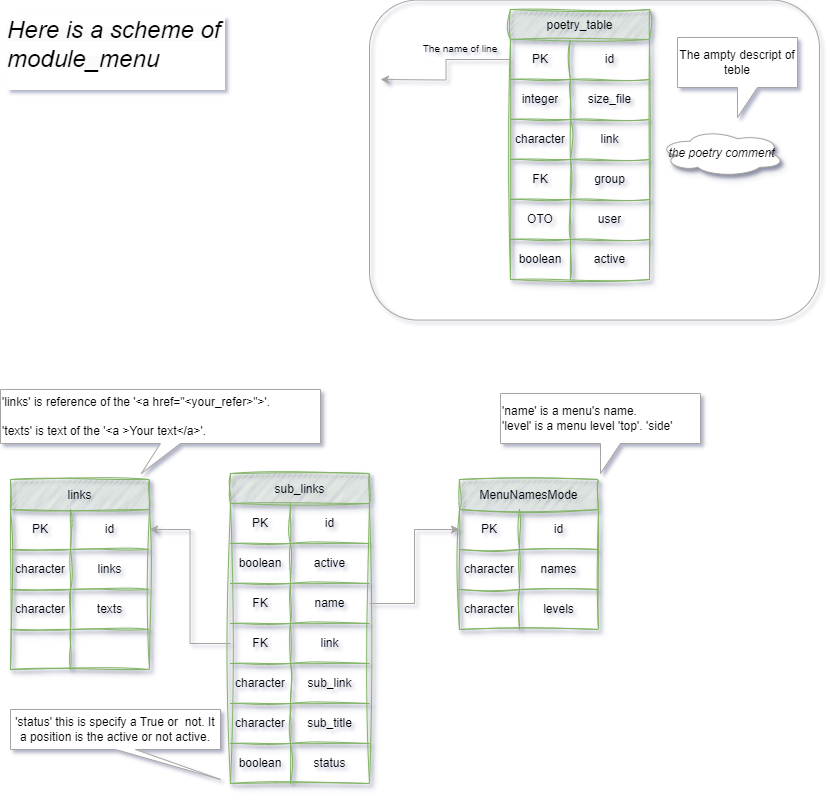 Here is a scheme of
module_menu
poetry_table
The name of line
PK id
integer size_file
character link
FK group
OTO user
boolean active
The ampty descript of
teble
the poetry comment
'links' is reference of the '<a href="<your_refer>">'.
'texts' is text of the '<a >Your text</a>'.
'name' is a menu's name.
'level' is a menu level 'top'. 'side'
links
PK id
character links
character texts
sub_links
PK id
boolean active
FK name
FK link
character sub_link
character sub_title
boolean status
MenuNamesMode
PK id
character names
character levels
'status' this is specify a True or not. It
a position is the active or not active.